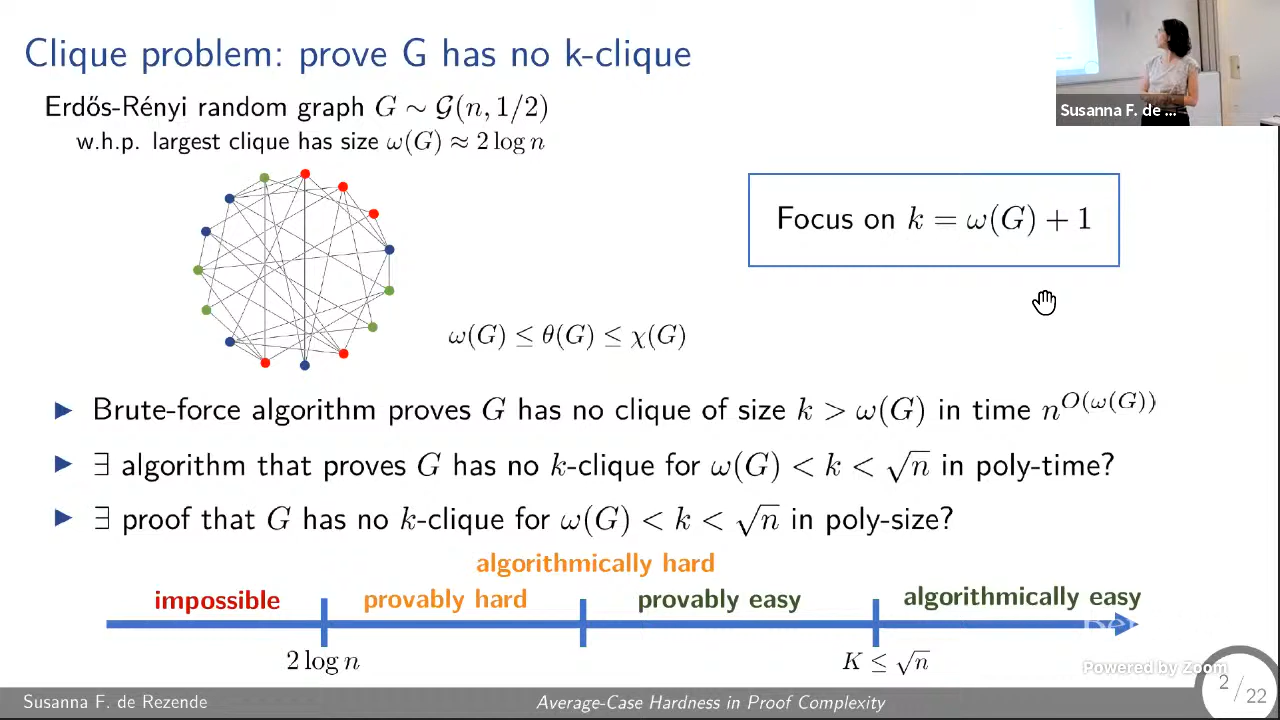 Clique problem: prove G has no k-clique
Susanna F. de ...
Erdős-Rényi random graph G ∼ 𝒢(n, 1/2)
w.h.p. largest clique has size ω(G) ≈ 2 log n
Focus on k = ω(G) + 1
ω(G) ≤ θ(G) ≤ χ(G)
▶ Brute-force algorithm proves G has no clique of size k > ω(G) in time n^{O(ω(G))}
▶ ∃ algorithm that proves G has no k-clique for ω(G) < k < √n in poly-time?
▶ ∃ proof that G has no k-clique for ω(G) < k < √n in poly-size?
algorithmically hard
impossible provably hard provably easy algorithmically easy
2 log n K ≤ √n
Powered by Zoom
Susanna F. de Rezende Average-Case Hardness in Proof Complexity 2/22